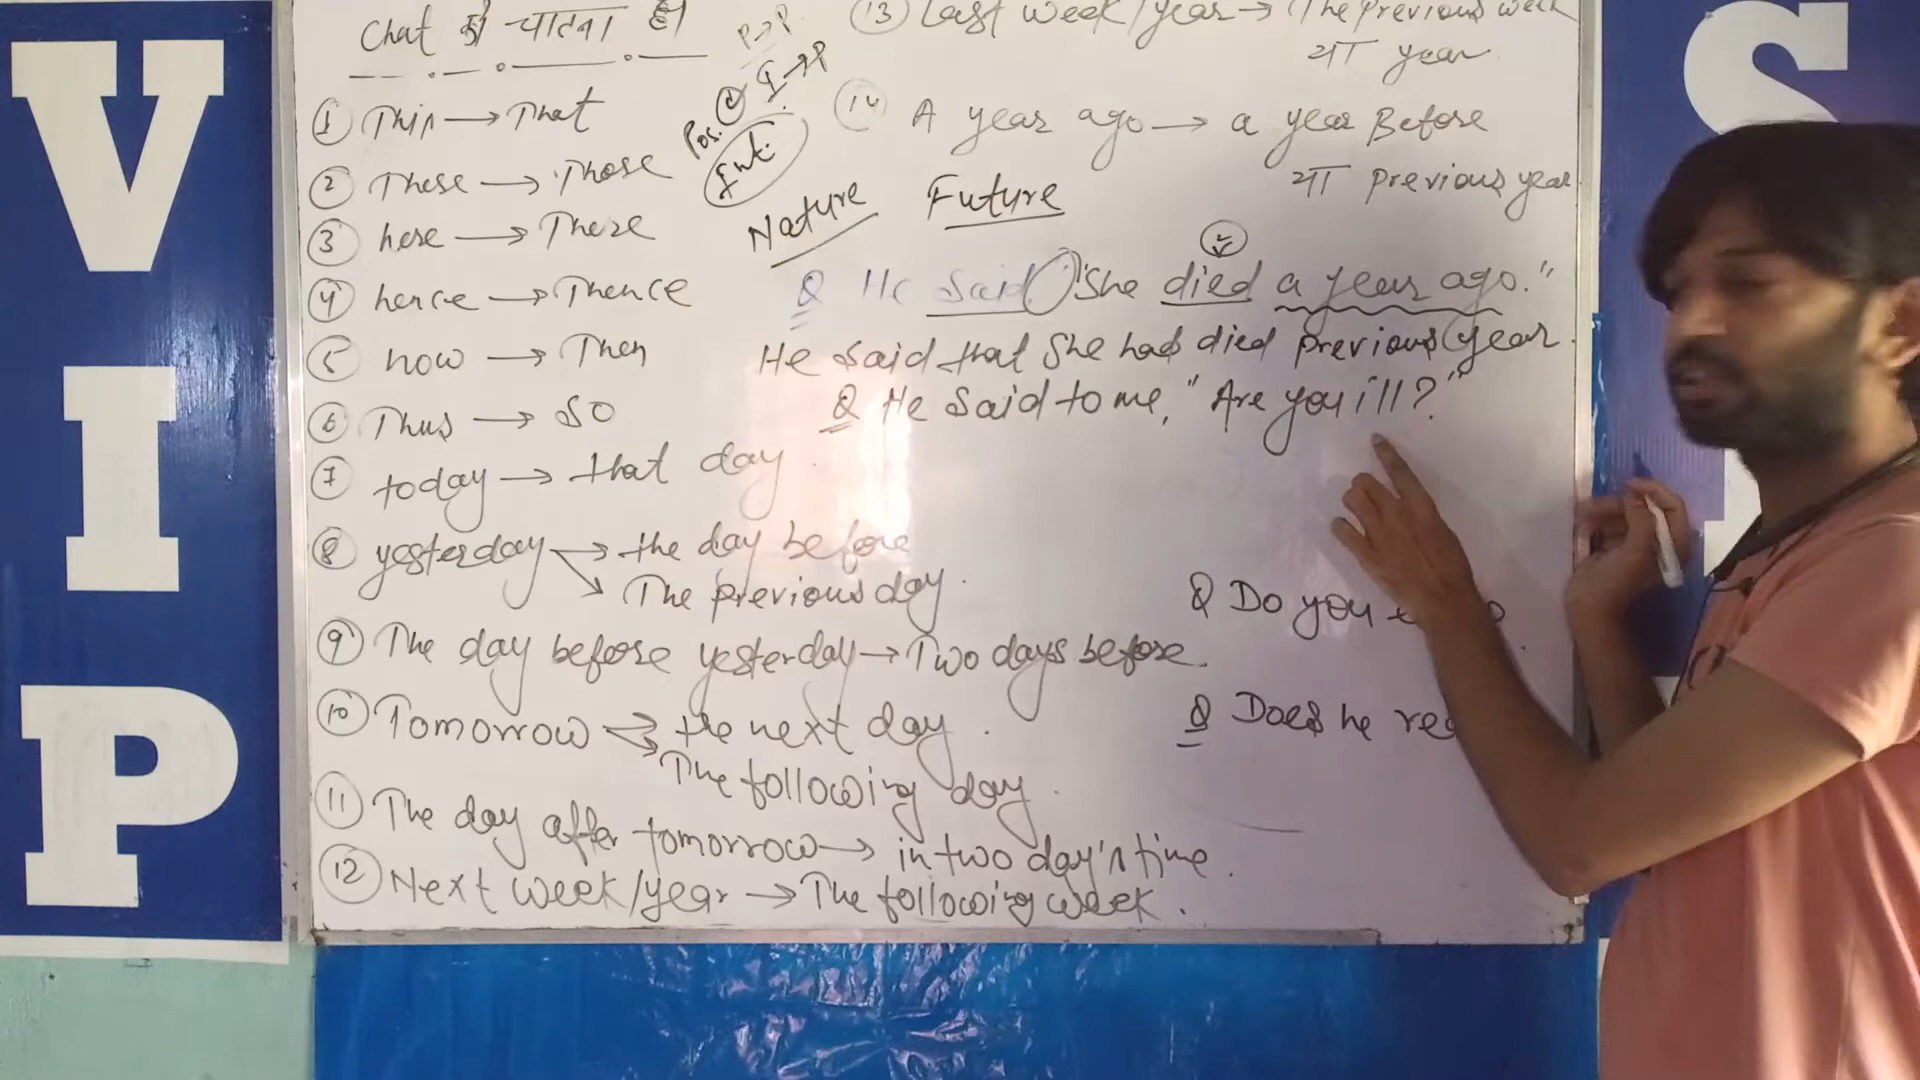 VIP
S
Chat को चाटना है।
P→P
I→P
Pos.
Int.
① This → That
② These → Those
③ here → There
④ hence → Thence
⑤ now → Then
⑥ Thus → so
⑦ today → that day
⑧ yesterday → the day before
→ The previous day.
⑨ The day before yesterday → Two days before.
⑩ Tomorrow → the next day.
→ The following day.
⑪ The day after tomorrow → in two day's time.
⑫ Next week/year → The following week.
⑬ Last week/year → The previous week
या year.
⑭ A year ago → a year Before
या previous year
Nature Future
Q He said "She died a year ago."
He said that She had died previous year.
Q He said to me, "Are you ill?"
Q Do you
Q Does he